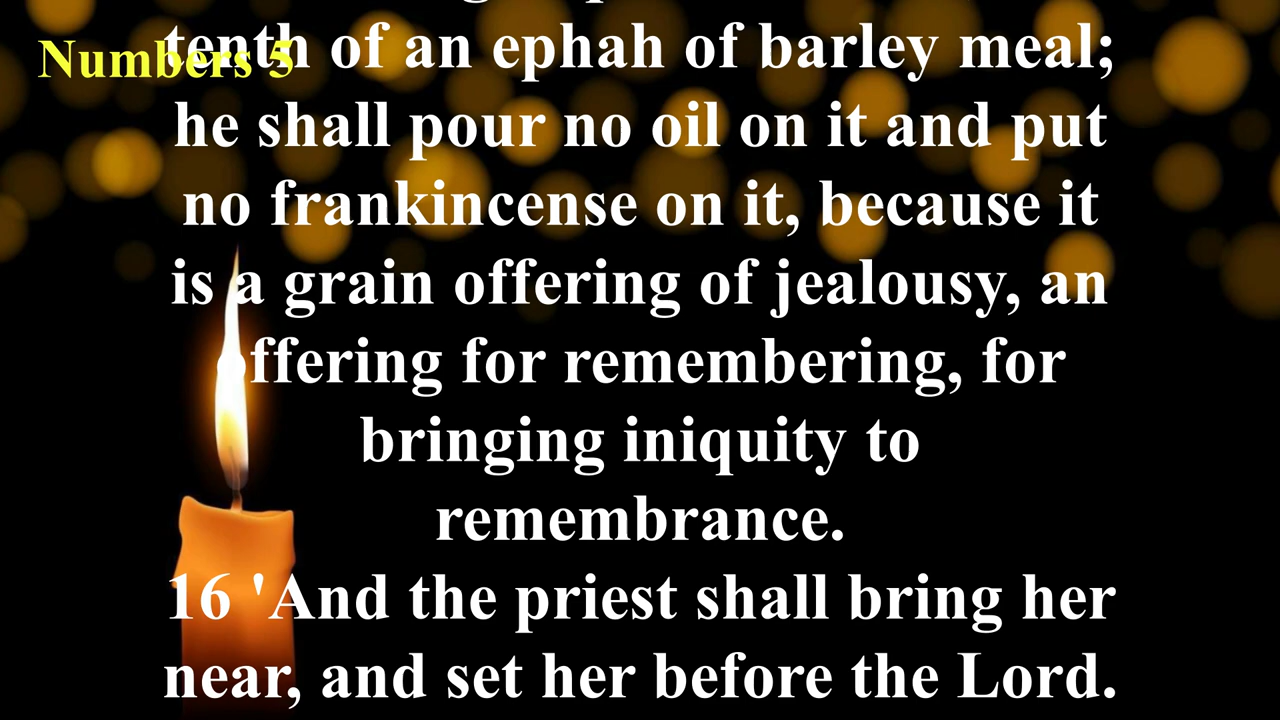 Numbers 5
tenth of an ephah of barley meal;
he shall pour no oil on it and put
no frankincense on it, because it
is a grain offering of jealousy, an
offering for remembering, for
bringing iniquity to
remembrance.
16 'And the priest shall bring her
near, and set her before the Lord.